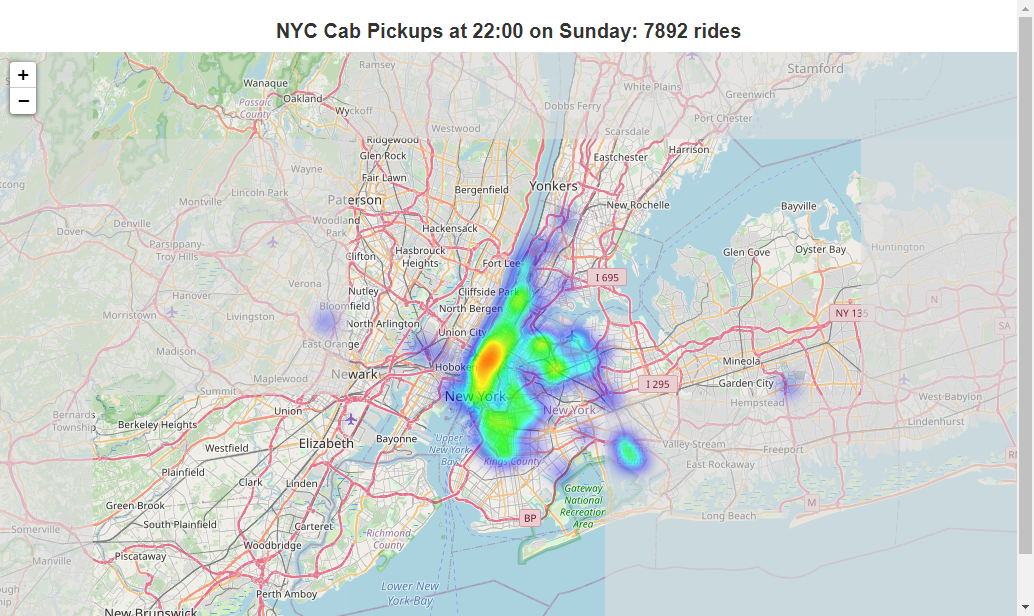 NYC Cab Pickups at 22:00 on Sunday: 7892 rides
+
−
Ramsey
Stamford
Wanaque
White Plains
Greenwich
Oakland
Wyckoff
Dobbs Ferry
Passaic
County
Port Chester
Westwood
Scarsdale
Ridgewood
Glen Rock
Eastchester
Harrison
Wayne
Fair Lawn
Bergenfield
Yonkers
Lincoln Park
Paterson
Montville
New Rochelle
Bayville
Denville
Woodland
Park
Hackensack
Dover
Parsippany-
Troy Hills
Clifton
Hasbrouck
Heights
Fort Lee
Glen Cove
Oyster Bay
Huntington
I 695
Verona
Nutley
Cliffside Park
Hanover
Bloomfield
North Bergen
N
Morristown
Livingston
North Arlington
NY 135
SA
Union City
East Orange
Madison
Mineola
Newark
Hoboke
Maplewood
I 295
Garden City
Summit
New York
West-Babylon
Hempstead
Union
New York
Bernards
Township
Berkeley Heights
Lindenhurst
Elizabeth
Bayonne
Upper
New York
Bay
Valley Stream
Westfield
Freeport
Kings County
East Rockaway
Plainfield
Clark
Linden
Gateway
National
Recreation
Area
Green Brook
M
South Plainfield
BP
Long Beach
Somerville
Carteret
Richmond
County
Woodbridge
Piscataway
Manville
Lower New
York Bay
Perth Amboy
New Brunswick